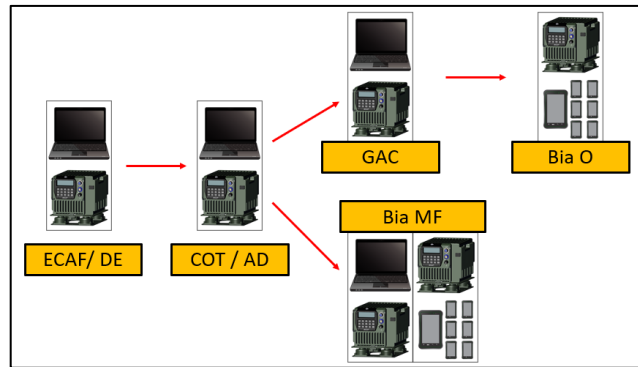 GAC
Bia O
Bia MF
ECAF/ DE
COT / AD